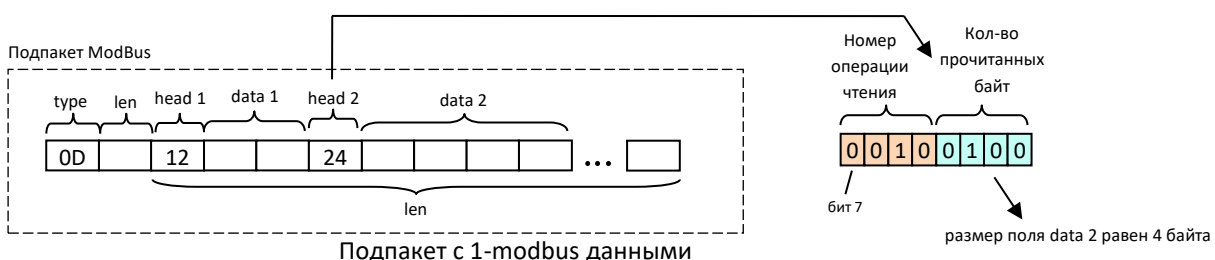 Подпакет ModBus
type len head 1 data 1 head 2 data 2
0D 12 24 ...
len
Подпакет с 1-modbus данными
Номер
операции
чтения
Кол-во
прочитанных
байт
0 0 1 0 0 1 0 0
бит 7
размер поля data 2 равен 4 байта